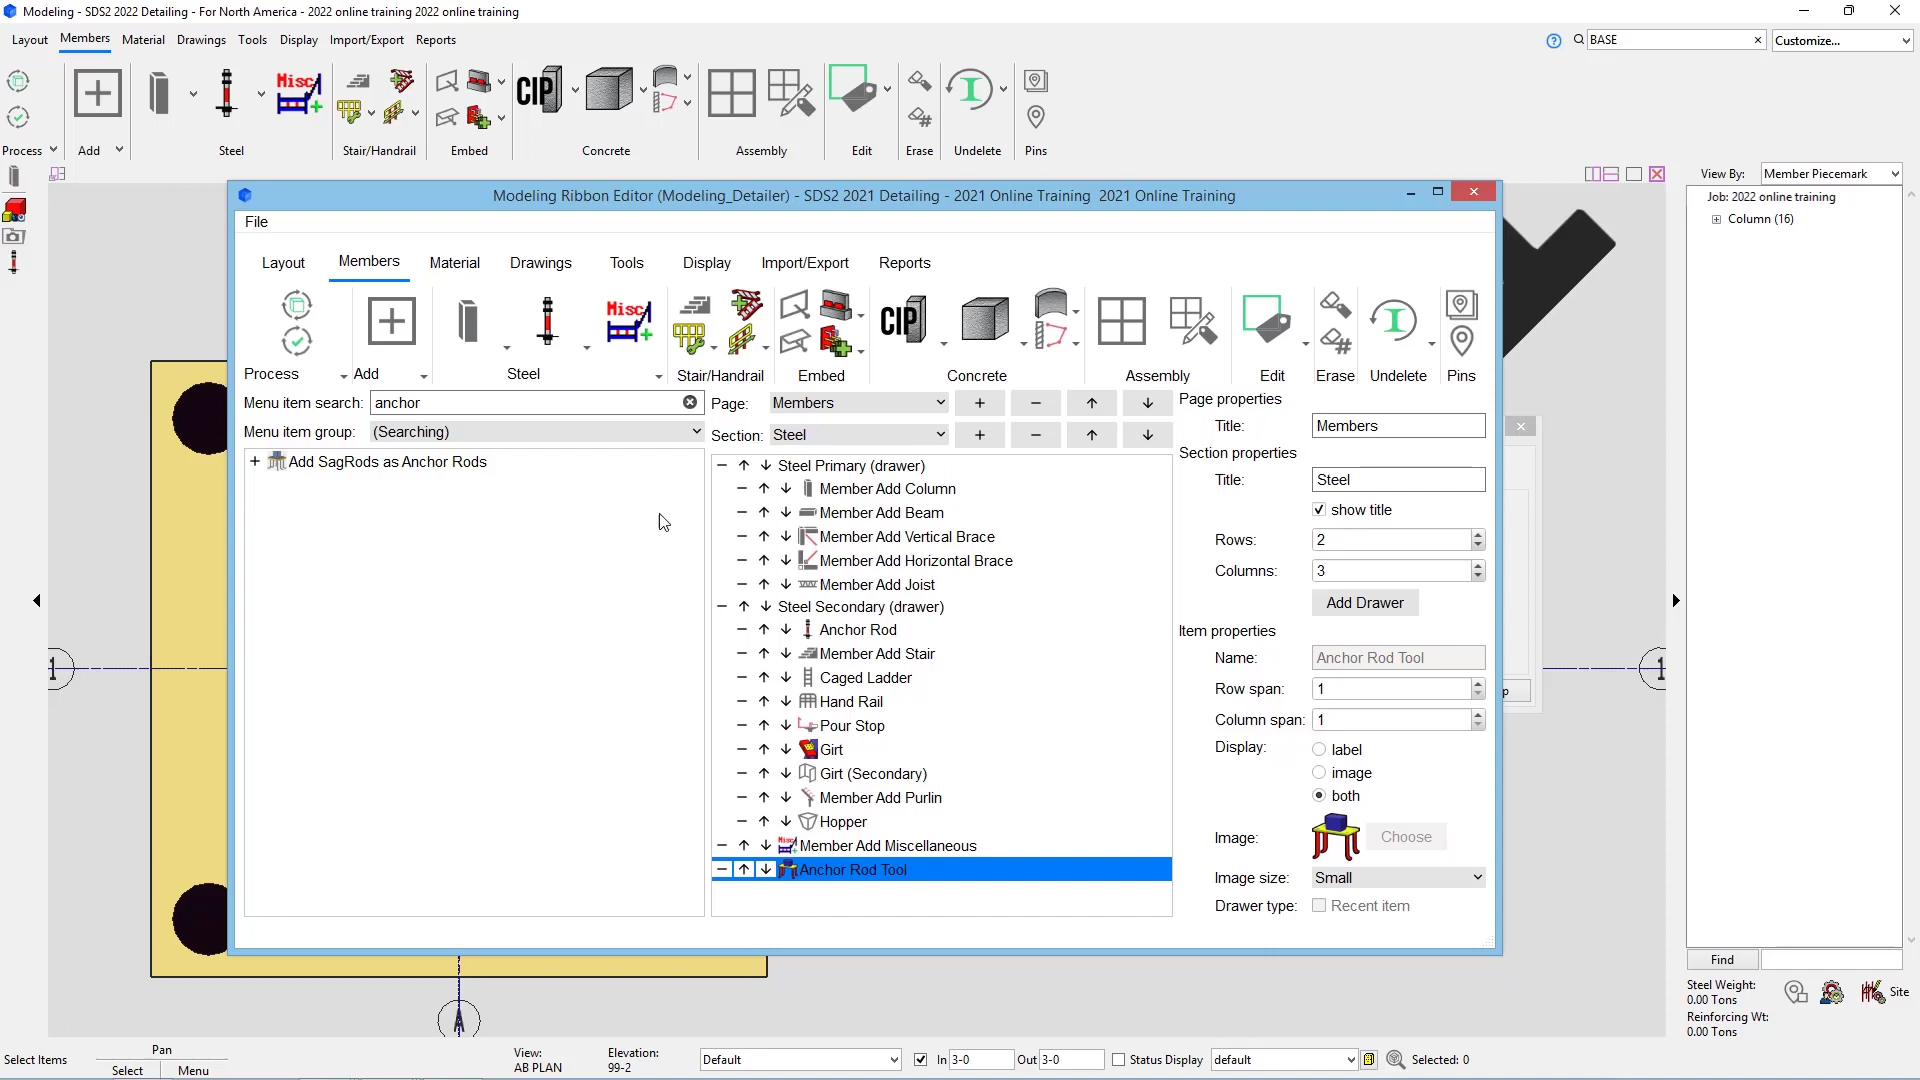 Modeling - SDS2 2022 Detailing - For North America - 2022 online training 2022 online training
Layout Members Material Drawings Tools Display Import/Export Reports
BASE
Customize...
Misc
CIP
Process Add Steel Stair/Handrail Embed Concrete Assembly Edit Erase Undelete Pins
View By: Member Piecemark
Job: 2022 online training
Column (16)
Modeling Ribbon Editor (Modeling_Detailer) - SDS2 2021 Detailing - 2021 Online Training 2021 Online Training
File
Layout Members Material Drawings Tools Display Import/Export Reports
Misc
CIP
Process Add Steel Stair/Handrail Embed Concrete Assembly Edit Erase Undelete Pins
Menu item search: anchor
Menu item group: (Searching)
Add SagRods as Anchor Rods
Page: Members
Section: Steel
Steel Primary (drawer)
Member Add Column
Member Add Beam
Member Add Vertical Brace
Member Add Horizontal Brace
Member Add Joist
Steel Secondary (drawer)
Anchor Rod
Member Add Stair
Caged Ladder
Hand Rail
Pour Stop
Girt
Girt (Secondary)
Member Add Purlin
Hopper
Member Add Miscellaneous
Anchor Rod Tool
Page properties
Title: Members
Section properties
Title: Steel
show title
Rows: 2
Columns: 3
Add Drawer
Item properties
Name: Anchor Rod Tool
Row span: 1
Column span: 1
Display: label
image
both
Image: Choose
Image size: Small
Drawer type: Recent item
p
1
1
A
Find
Steel Weight:
0.00 Tons
Reinforcing Wt:
0.00 Tons
Site
Select Items
Pan
Select Menu
View:
AB PLAN
Elevation:
99-2
Default
In 3-0 Out 3-0
Status Display default
Selected: 0